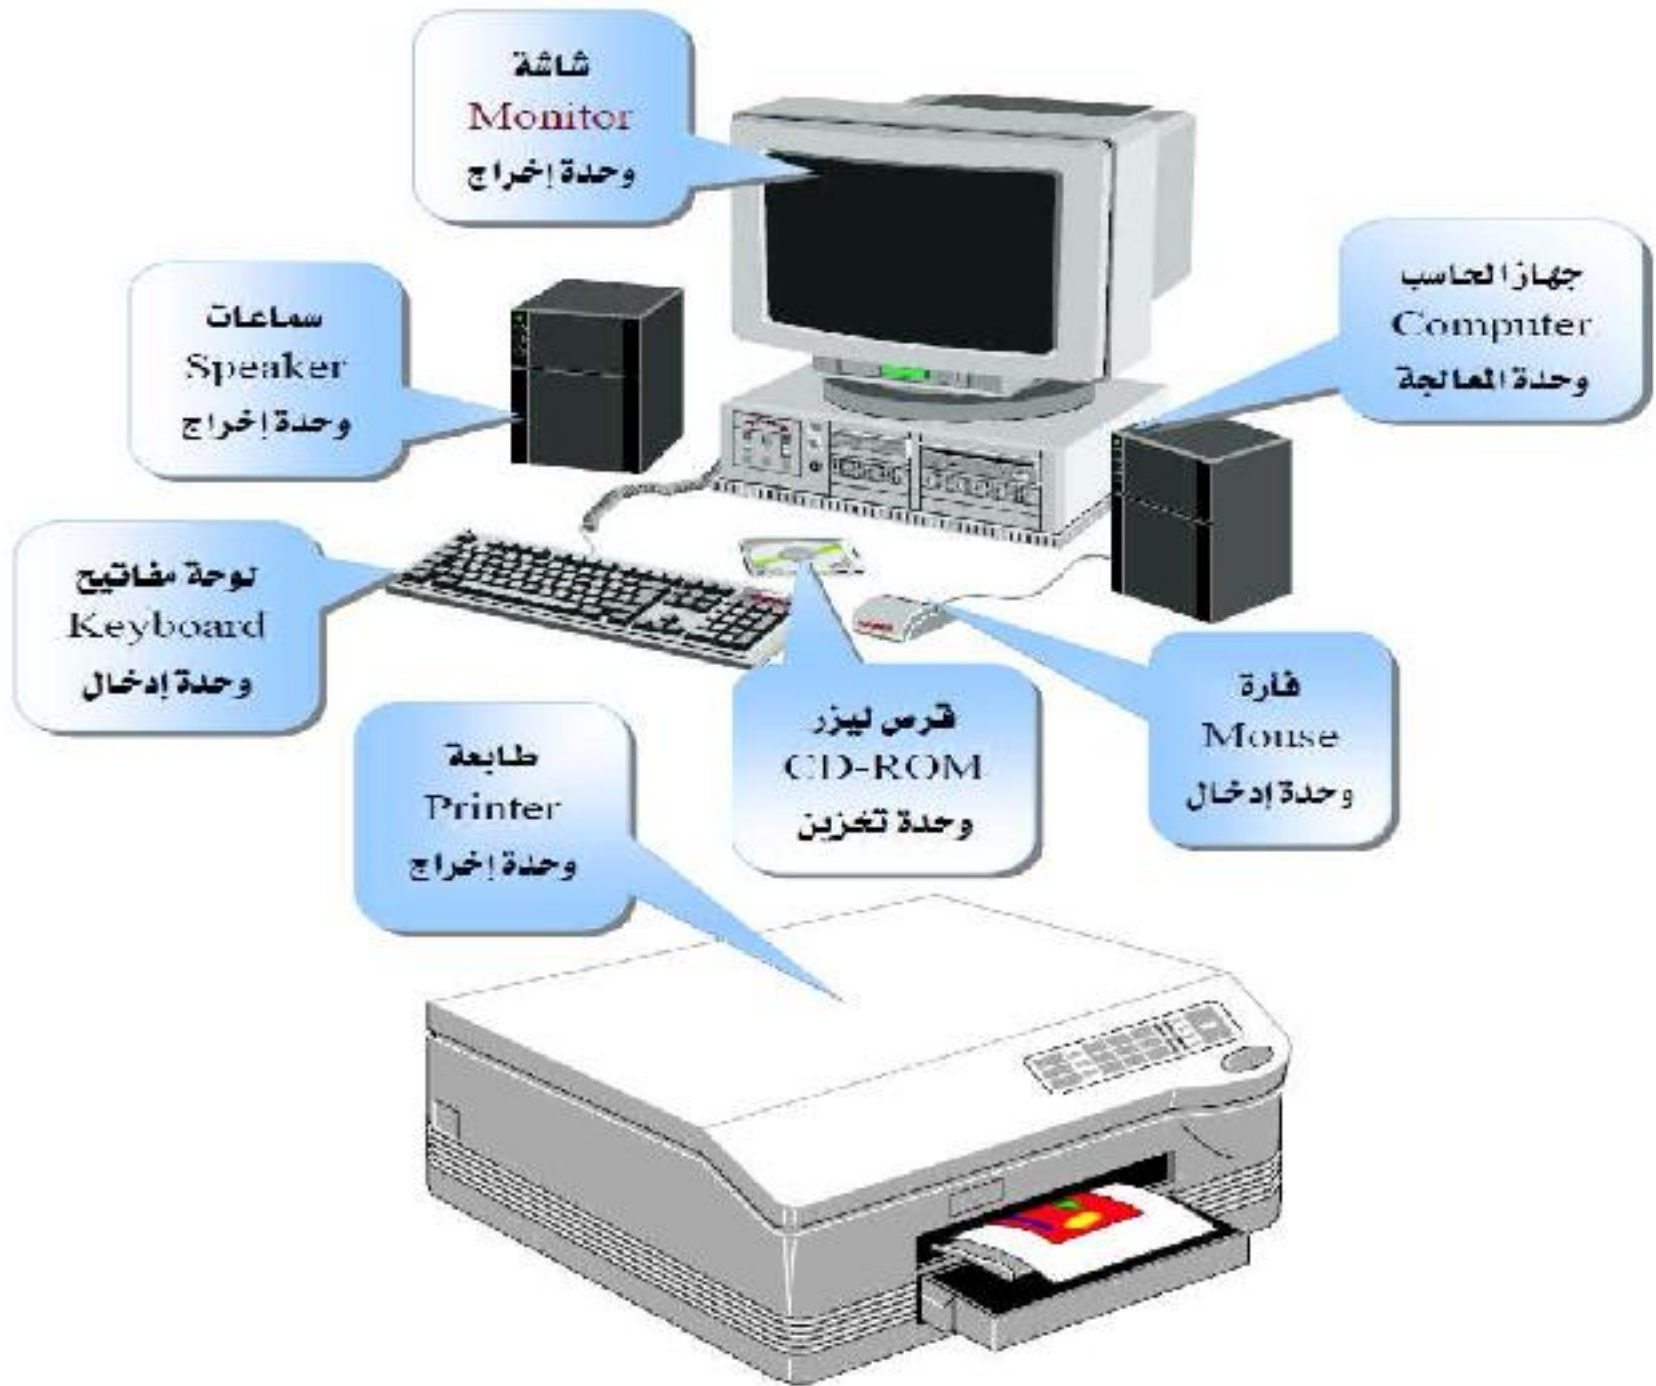 شاشة
Monitor
وحدة إخراج
جهاز الحاسب
Computer
وحدة المعالجة
سماعات
Speaker
وحدة إخراج
لوحة مفاتيح
Keyboard
وحدة إدخال
فارة
Mouse
وحدة إدخال
قرص ليزر
CD-ROM
وحدة تخزين
طابعة
Printer
وحدة إخراج